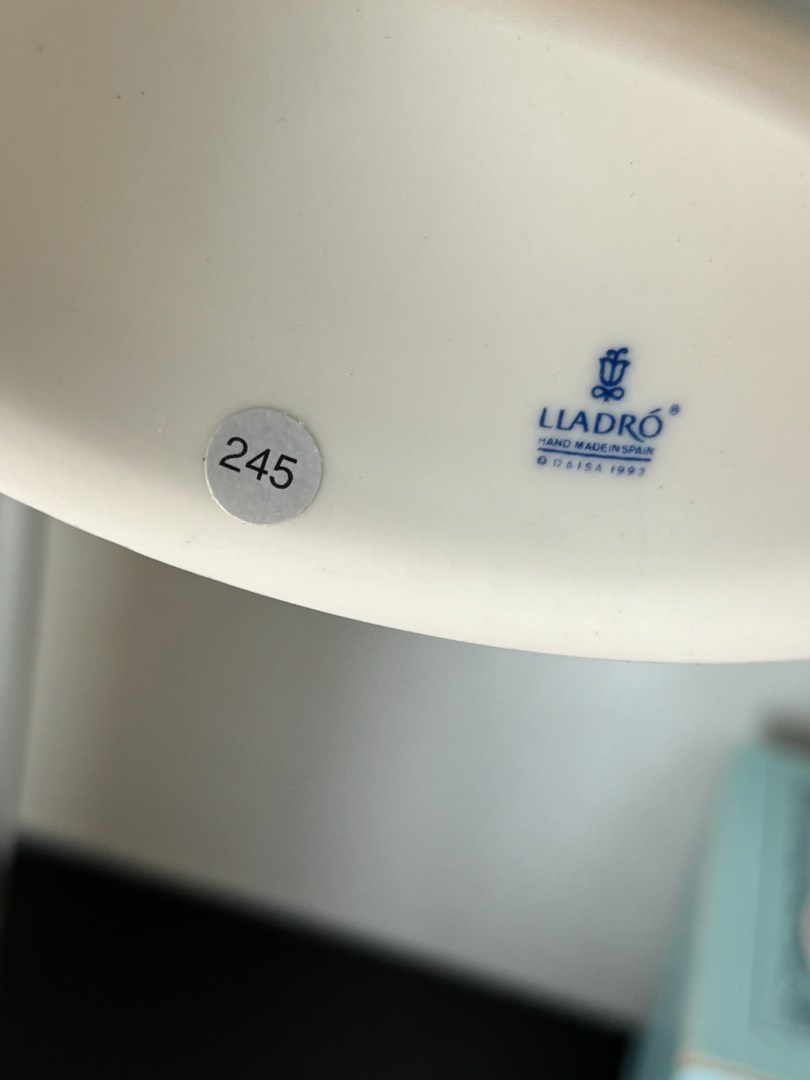 245
LLADRÓ®
HAND MADE IN SPAIN
© DAISA 1992